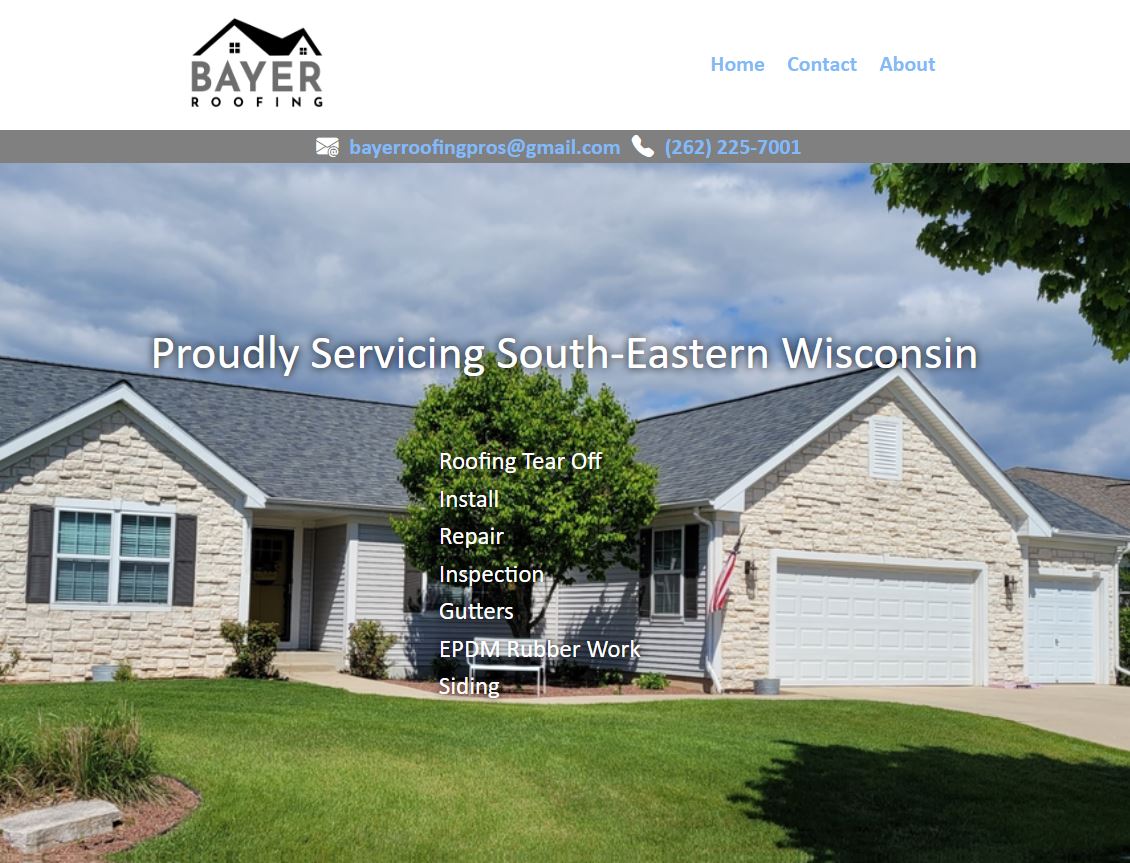 BAYER
ROOFING
Home Contact About
bayerroofingpros@gmail.com (262) 225-7001
Proudly Servicing South-Eastern Wisconsin
Roofing Tear Off
Install
Repair
Inspection
Gutters
EPDM Rubber Work
Siding